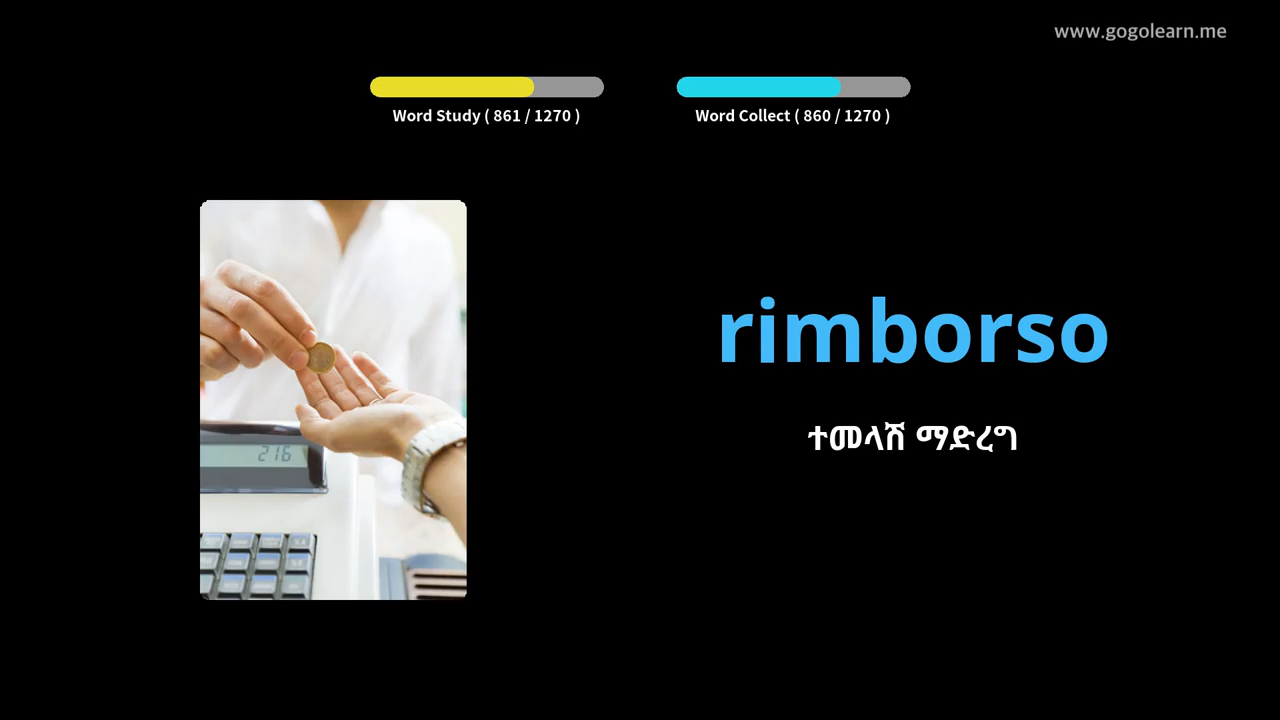 www.gogolearn.me
Word Study ( 861 / 1270 )
Word Collect ( 860 / 1270 )
rimborso
ተመላሽ ማድረግ
216